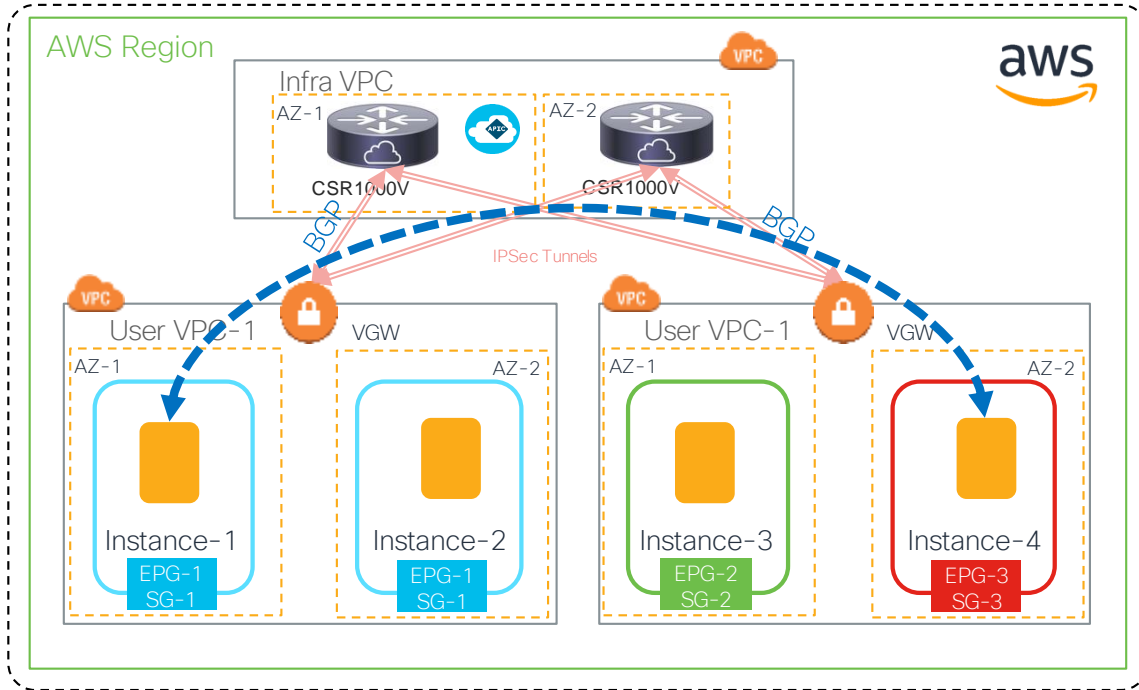 AWS Region
aws
VPC
Infra VPC
AZ-1
APIC
AZ-2
CSR1000V
CSR1000V
BGP
BGP
IPSec Tunnels
VPC
VPC
User VPC-1
VGW
User VPC-1
VGW
AZ-1
AZ-2
AZ-1
AZ-2
Instance-1
Instance-2
Instance-3
Instance-4
EPG-1
SG-1
EPG-1
SG-1
EPG-2
SG-2
EPG-3
SG-3